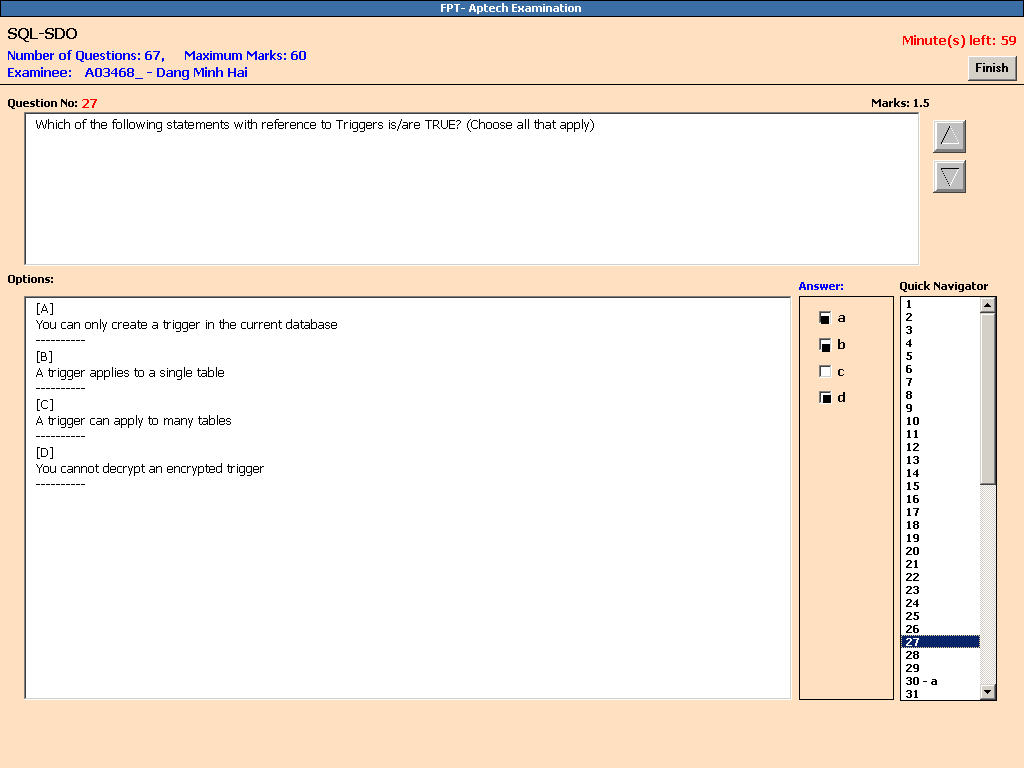 FPT- Aptech Examination
SQL-SDO
Number of Questions: 67, Maximum Marks: 60
Minute(s) left: 59
Examinee: A03468_ - Dang Minh Hai
Finish
Question No: 27
Marks: 1.5
Which of the following statements with reference to Triggers is/are TRUE? (Choose all that apply)
Options:
[A]
You can only create a trigger in the current database
----------
[B]
A trigger applies to a single table
----------
[C]
A trigger can apply to many tables
----------
[D]
You cannot decrypt an encrypted trigger
----------
Answer:
a
b
c
d
Quick Navigator
1
2
3
4
5
6
7
8
9
10
11
12
13
14
15
16
17
18
19
20
21
22
23
24
25
26
27
28
29
30 - a
31